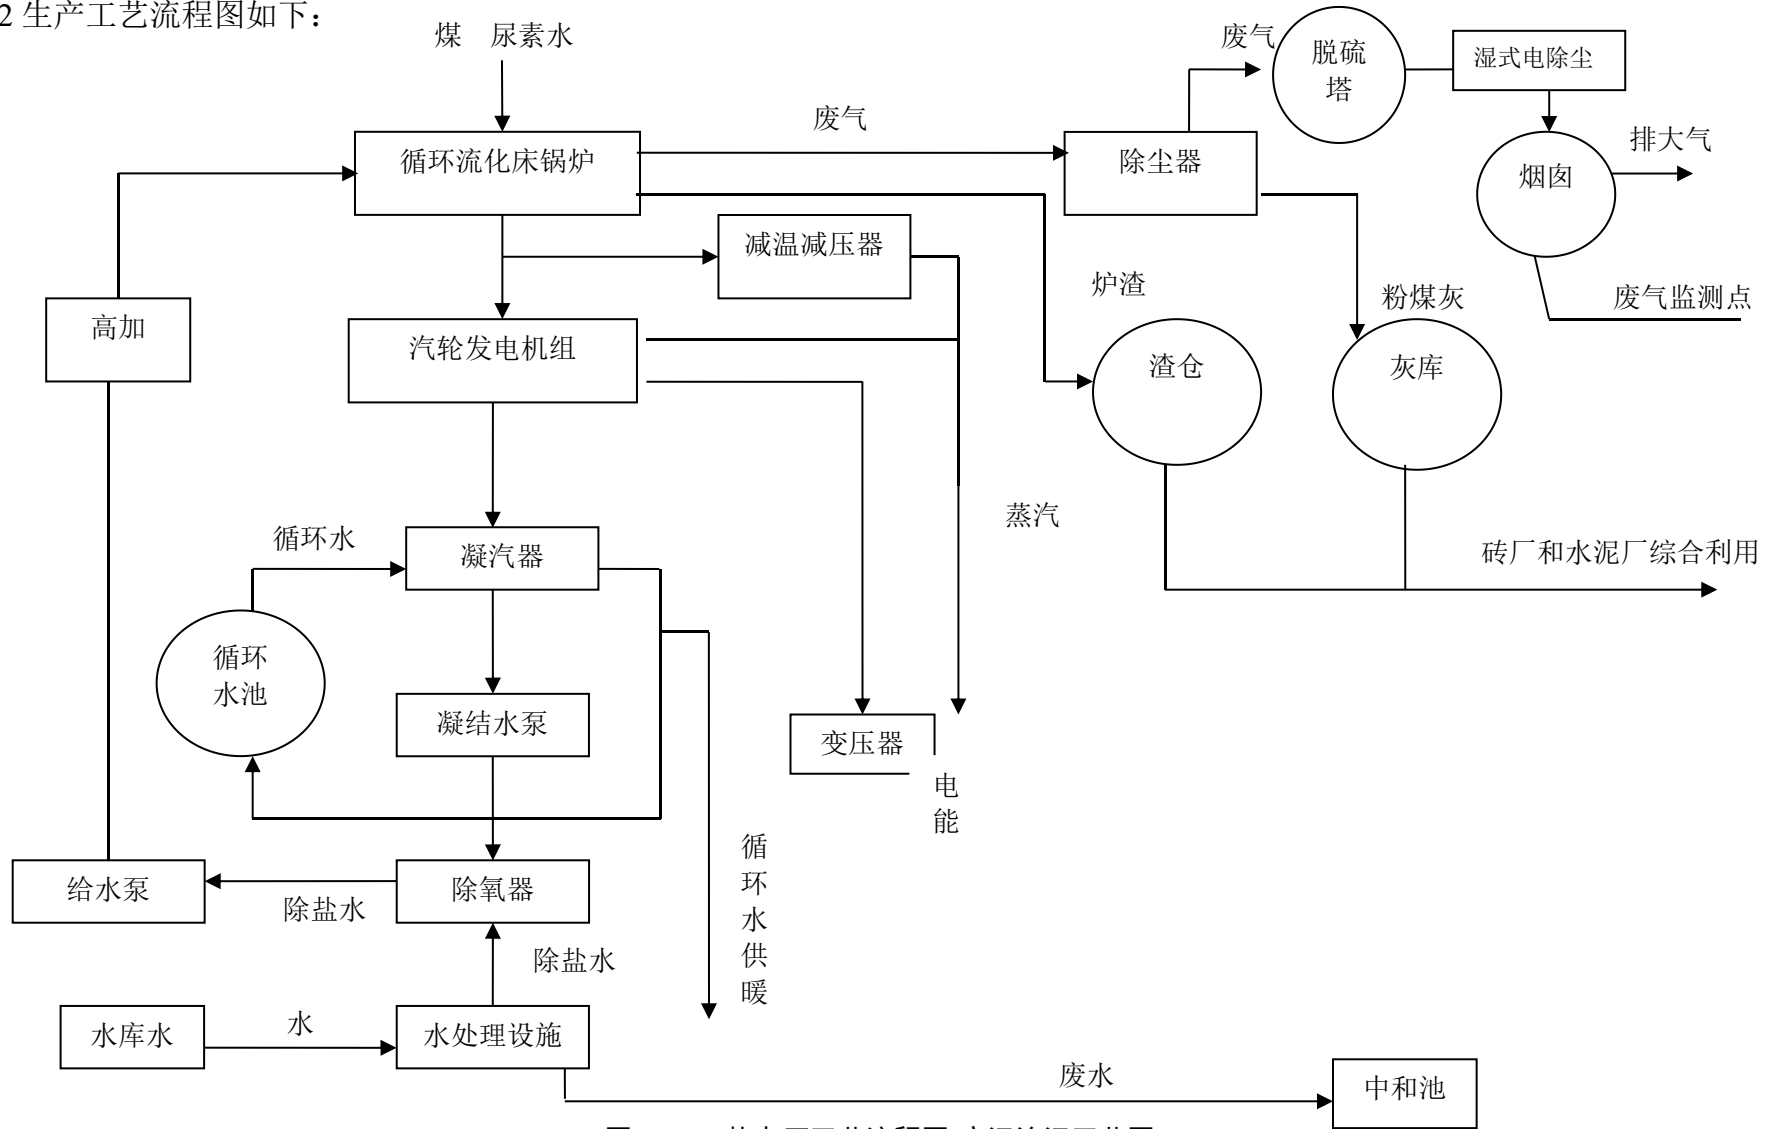 2 生产工艺流程图如下：
煤 尿素水
废气
脱硫
塔
湿式电除尘
废气
排大气
循环流化床锅炉
除尘器
烟囱
减温减压器
炉渣
粉煤灰
废气监测点
高加
汽轮发电机组
渣仓
灰库
蒸汽
循环水
凝汽器
砖厂和水泥厂综合利用
循环
水池
凝结水泵
变压器
电
能
循
环
水
供
暖
给水泵
除氧器
除盐水
除盐水
水库水
水
水处理设施
废水
中和池